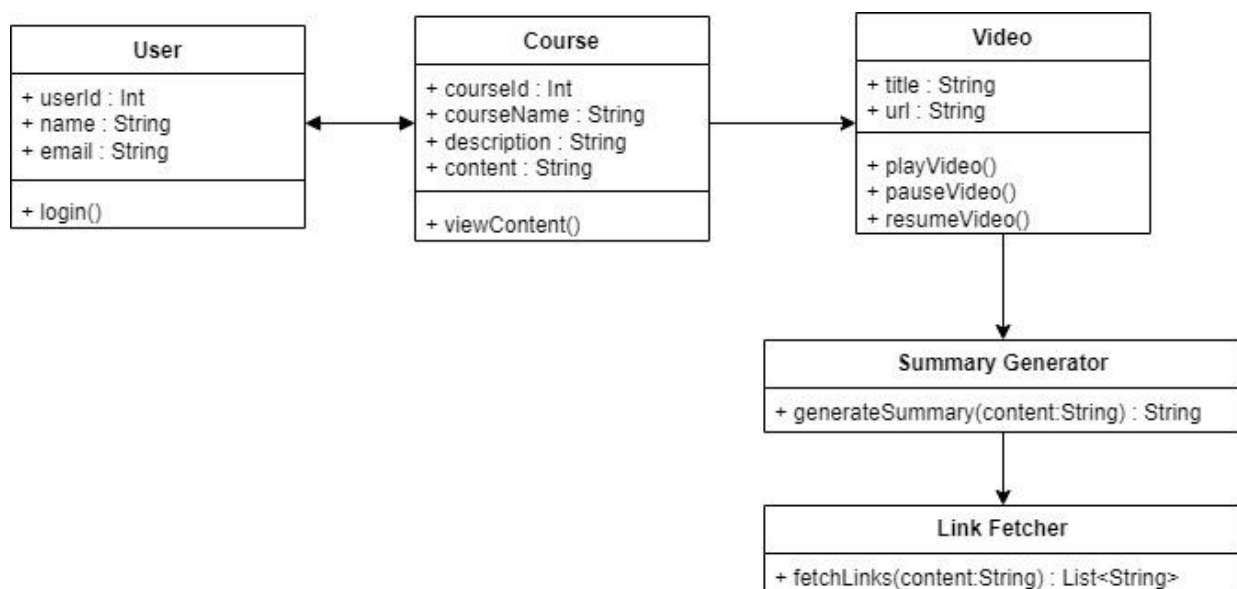 User
+ userId : Int
+ name : String
+ email : String
+ login()
Course
+ courseId : Int
+ courseName : String
+ description : String
+ content : String
+ viewContent()
Video
+ title : String
+ url : String
+ playVideo()
+ pauseVideo()
+ resumeVideo()
Summary Generator
+ generateSummary(content:String) : String
Link Fetcher
+ fetchLinks(content:String) : List<String>